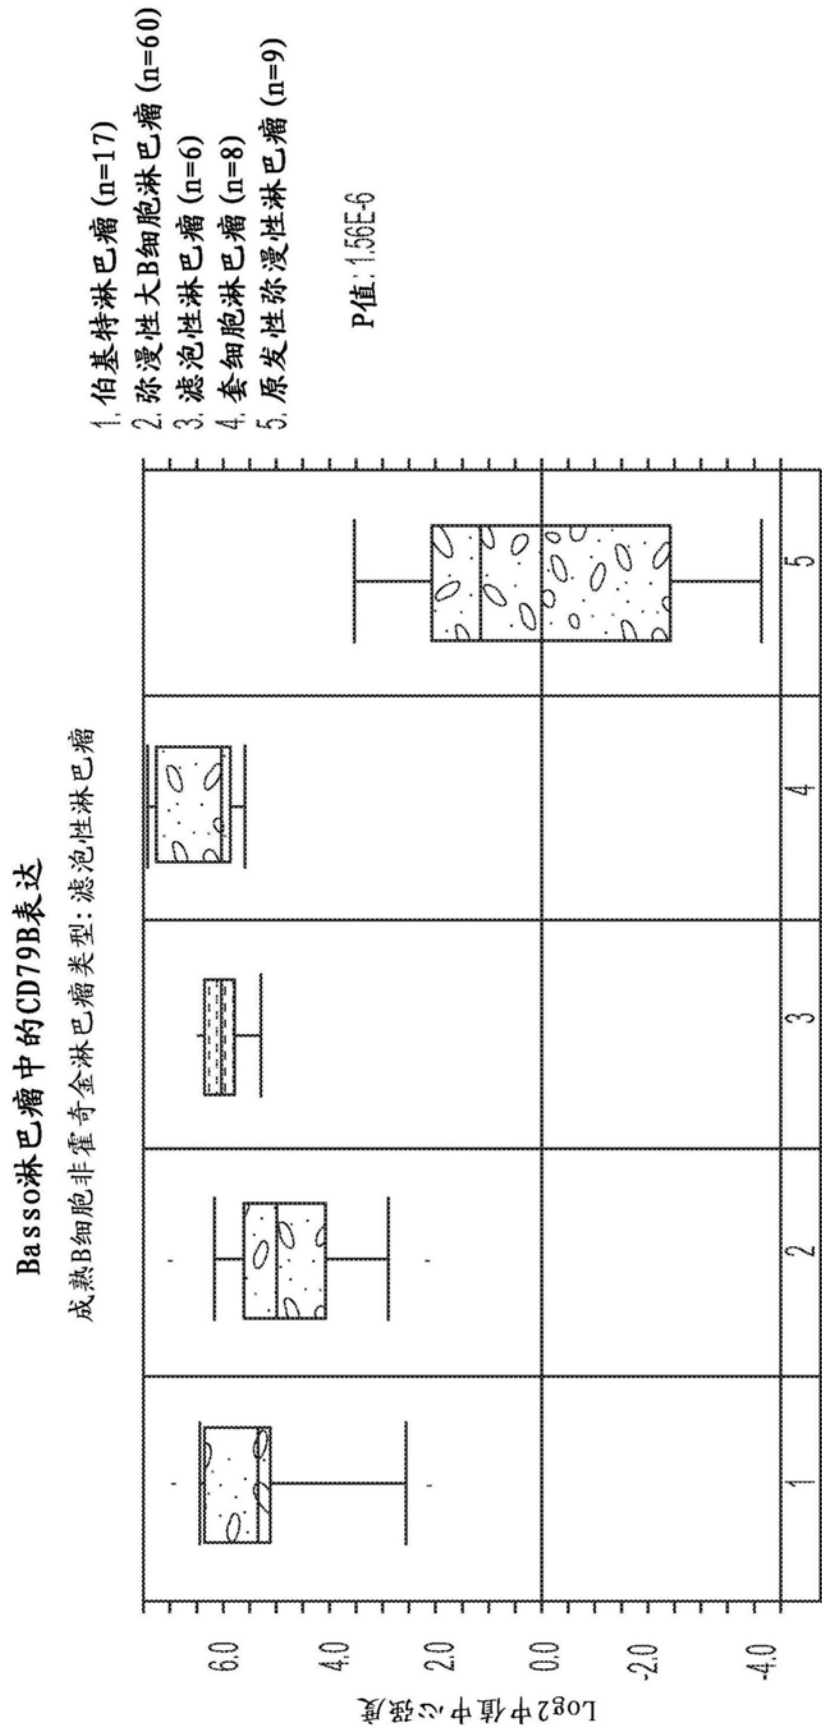 Basso淋巴瘤中的CD79B表达
成熟B细胞非霍奇金淋巴瘤类型: 滤泡性淋巴瘤
Log2中值中心强度
6.0
4.0
2.0
0.0
-2.0
-4.0
1
2
3
4
5
1. 伯基特淋巴瘤 (n=17)
2. 弥漫性大B细胞淋巴瘤 (n=60)
3. 滤泡性淋巴瘤 (n=6)
4. 套细胞淋巴瘤 (n=8)
5. 原发性弥漫性淋巴瘤 (n=9)
P值: 1.56E-6